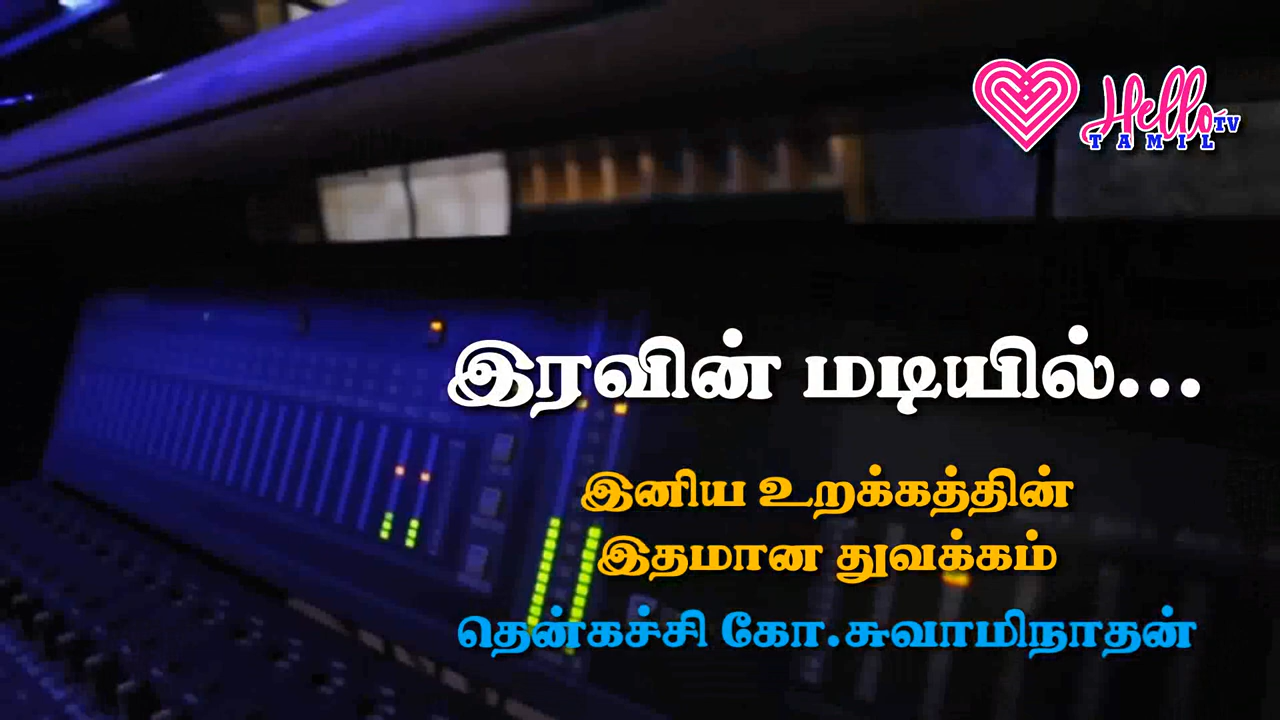 Hello TV
TAMIL
இரவின் மடியில்...
இனிய உறக்கத்தின்
இதமான துவக்கம்
தென்கச்சி கோ.சுவாமிநாதன்